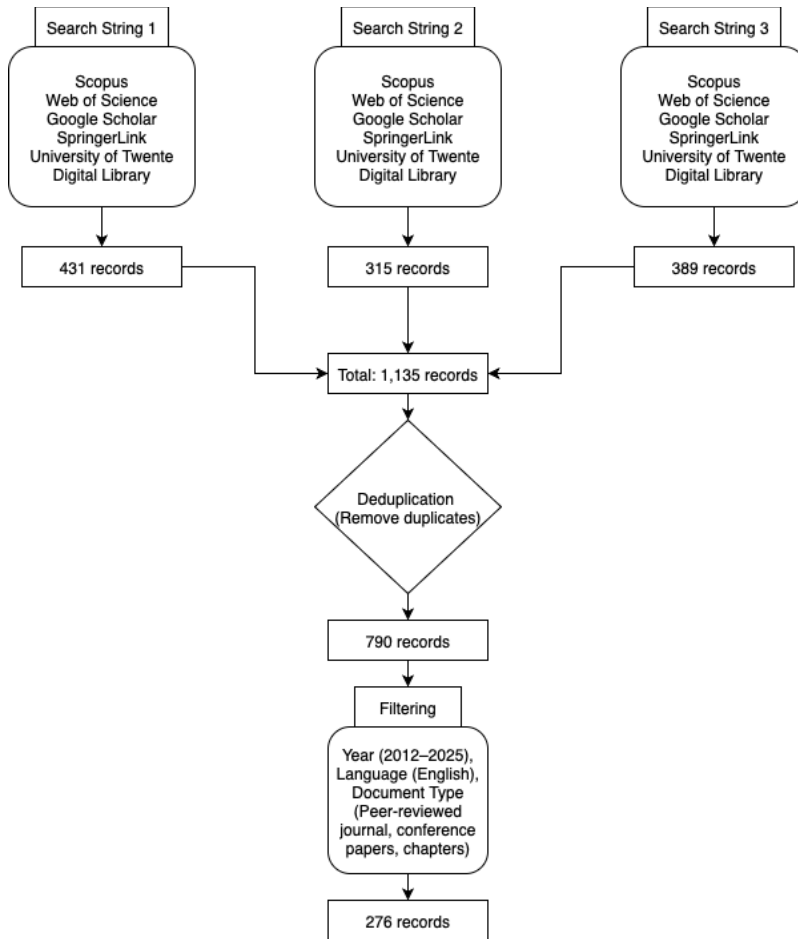 Search String 1
Scopus
Web of Science
Google Scholar
SpringerLink
University of Twente
Digital Library
431 records
Search String 2
Scopus
Web of Science
Google Scholar
SpringerLink
University of Twente
Digital Library
315 records
Search String 3
Scopus
Web of Science
Google Scholar
SpringerLink
University of Twente
Digital Library
389 records
Total: 1,135 records
Deduplication
(Remove duplicates)
790 records
Filtering
Year (2012–2025),
Language (English),
Document Type
(Peer-reviewed
journal, conference
papers, chapters)
276 records